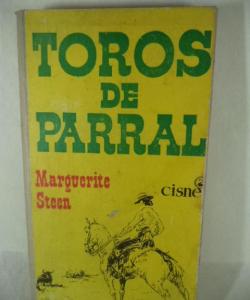 TOROS
DE
PARRAL
Marguerite
Steen
cisne